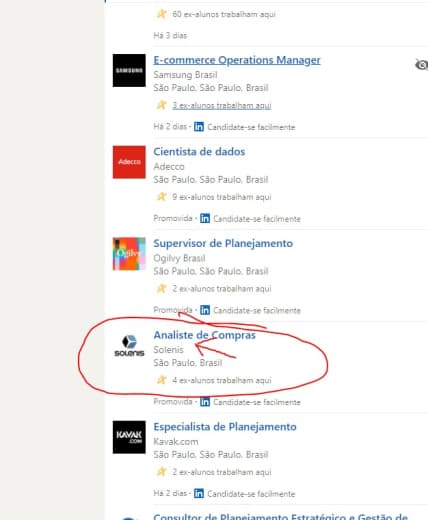 60 ex-alunos trabalham aqui
Há 3 dias
SAMSUNG
E-commerce Operations Manager
Samsung Brasil
São Paulo, São Paulo, Brasil
3 ex-alunos trabalham aqui
Há 2 dias · in Candidate-se facilmente
Adecco
Cientista de dados
Adecco
São Paulo, São Paulo, Brasil
9 ex-alunos trabalham aqui
Promovida · in Candidate-se facilmente
Ogilvy
Supervisor de Planejamento
Ogilvy Brasil
São Paulo, São Paulo, Brasil
2 ex-alunos trabalham aqui
Promovida · in Candidate-se facilmente
SOLENIS
Analiste de Compras
Solenis
São Paulo, Brasil
4 ex-alunos trabalham aqui
Promovida · in Candidate-se facilmente
KAVAK
.COM
Especialista de Planejamento
Kavak.com
São Paulo, São Paulo, Brasil
2 ex-alunos trabalham aqui
Há 2 dias · in Candidate-se facilmente
Consultor de Planejamento Estratégico e Gestão de